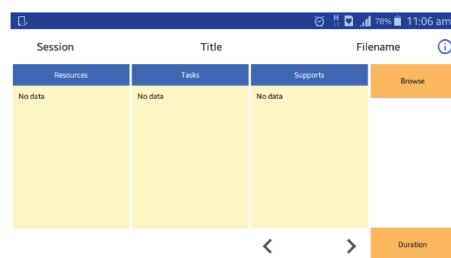 78% 11:06 am
Session Title Filename
Resources Tasks Supports Browse
No data No data No data
Duration